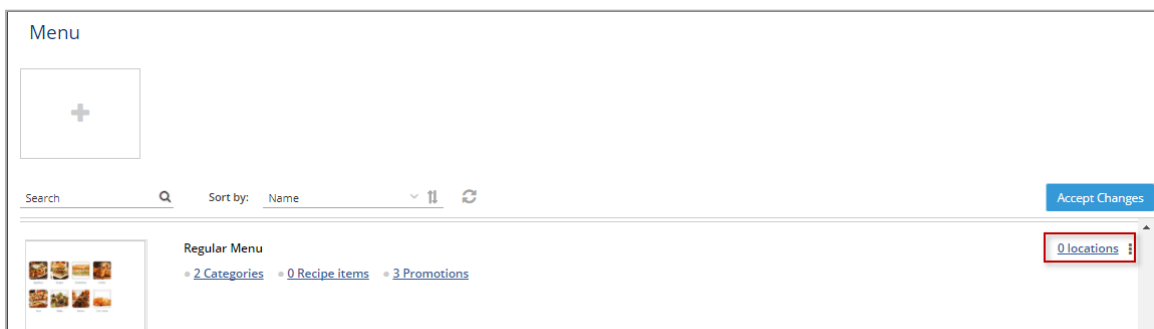 Menu
Search Sort by: Name Accept Changes
Regular Menu 0 locations
2 Categories 0 Recipe items 3 Promotions